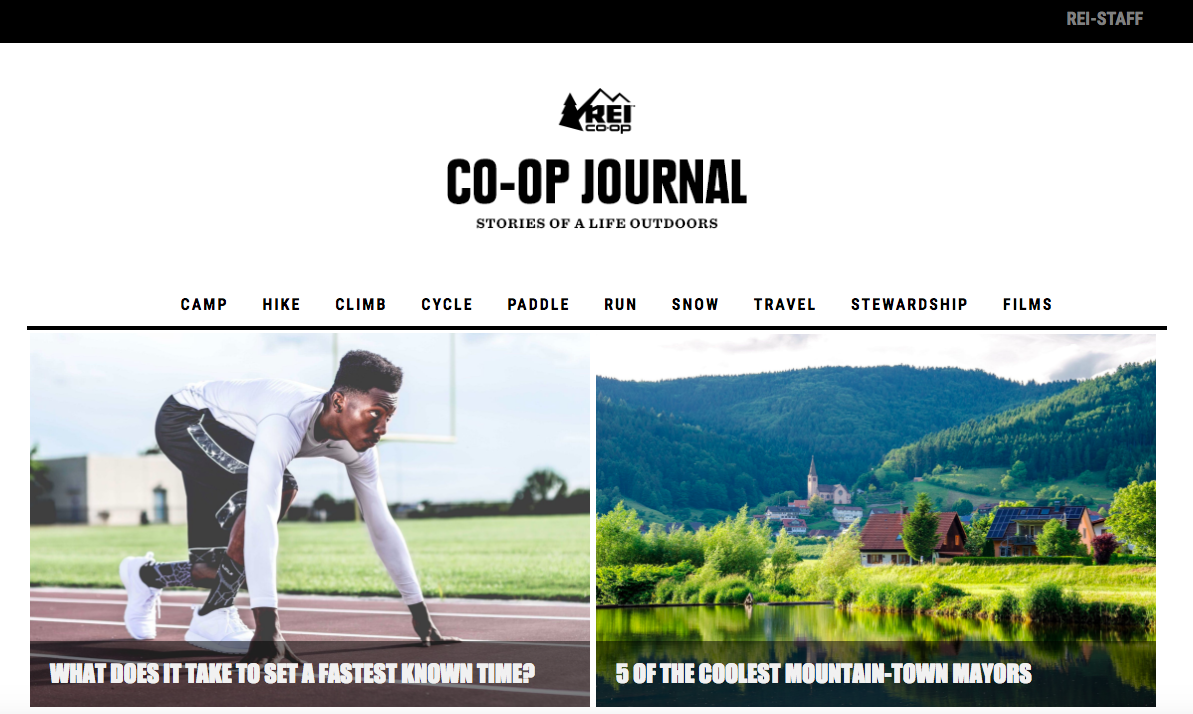 REI-STAFF
REI
CO·OP
CO-OP JOURNAL
STORIES OF A LIFE OUTDOORS
CAMP HIKE CLIMB CYCLE PADDLE RUN SNOW TRAVEL STEWARDSHIP FILMS
WHAT DOES IT TAKE TO SET A FASTEST KNOWN TIME?
5 OF THE COOLEST MOUNTAIN-TOWN MAYORS